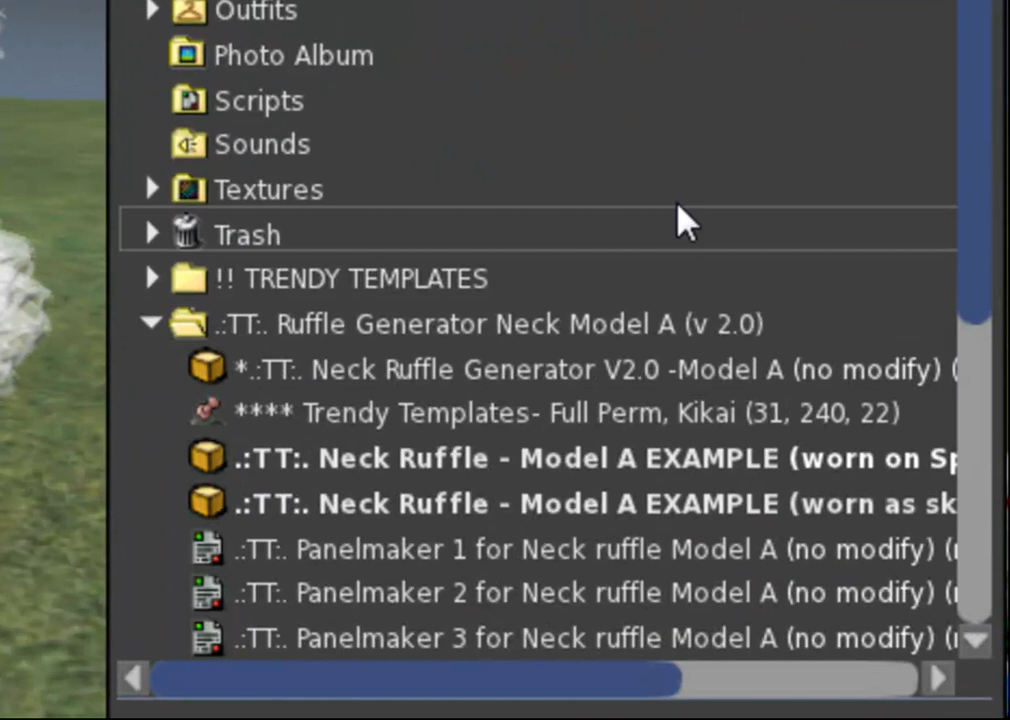 Outfits
Photo Album
Scripts
Sounds
Textures
Trash
!! TRENDY TEMPLATES
.:TT:. Ruffle Generator Neck Model A (v 2.0)
*.:TT:. Neck Ruffle Generator V2.0 -Model A (no modify) (
**** Trendy Templates- Full Perm, Kikai (31, 240, 22)
.:TT:. Neck Ruffle - Model A EXAMPLE (worn on Sp
.:TT:. Neck Ruffle - Model A EXAMPLE (worn as sk
.:TT:. Panelmaker 1 for Neck ruffle Model A (no modify) (
.:TT:. Panelmaker 2 for Neck ruffle Model A (no modify) (
.:TT:. Panelmaker 3 for Neck ruffle Model A (no modify) (